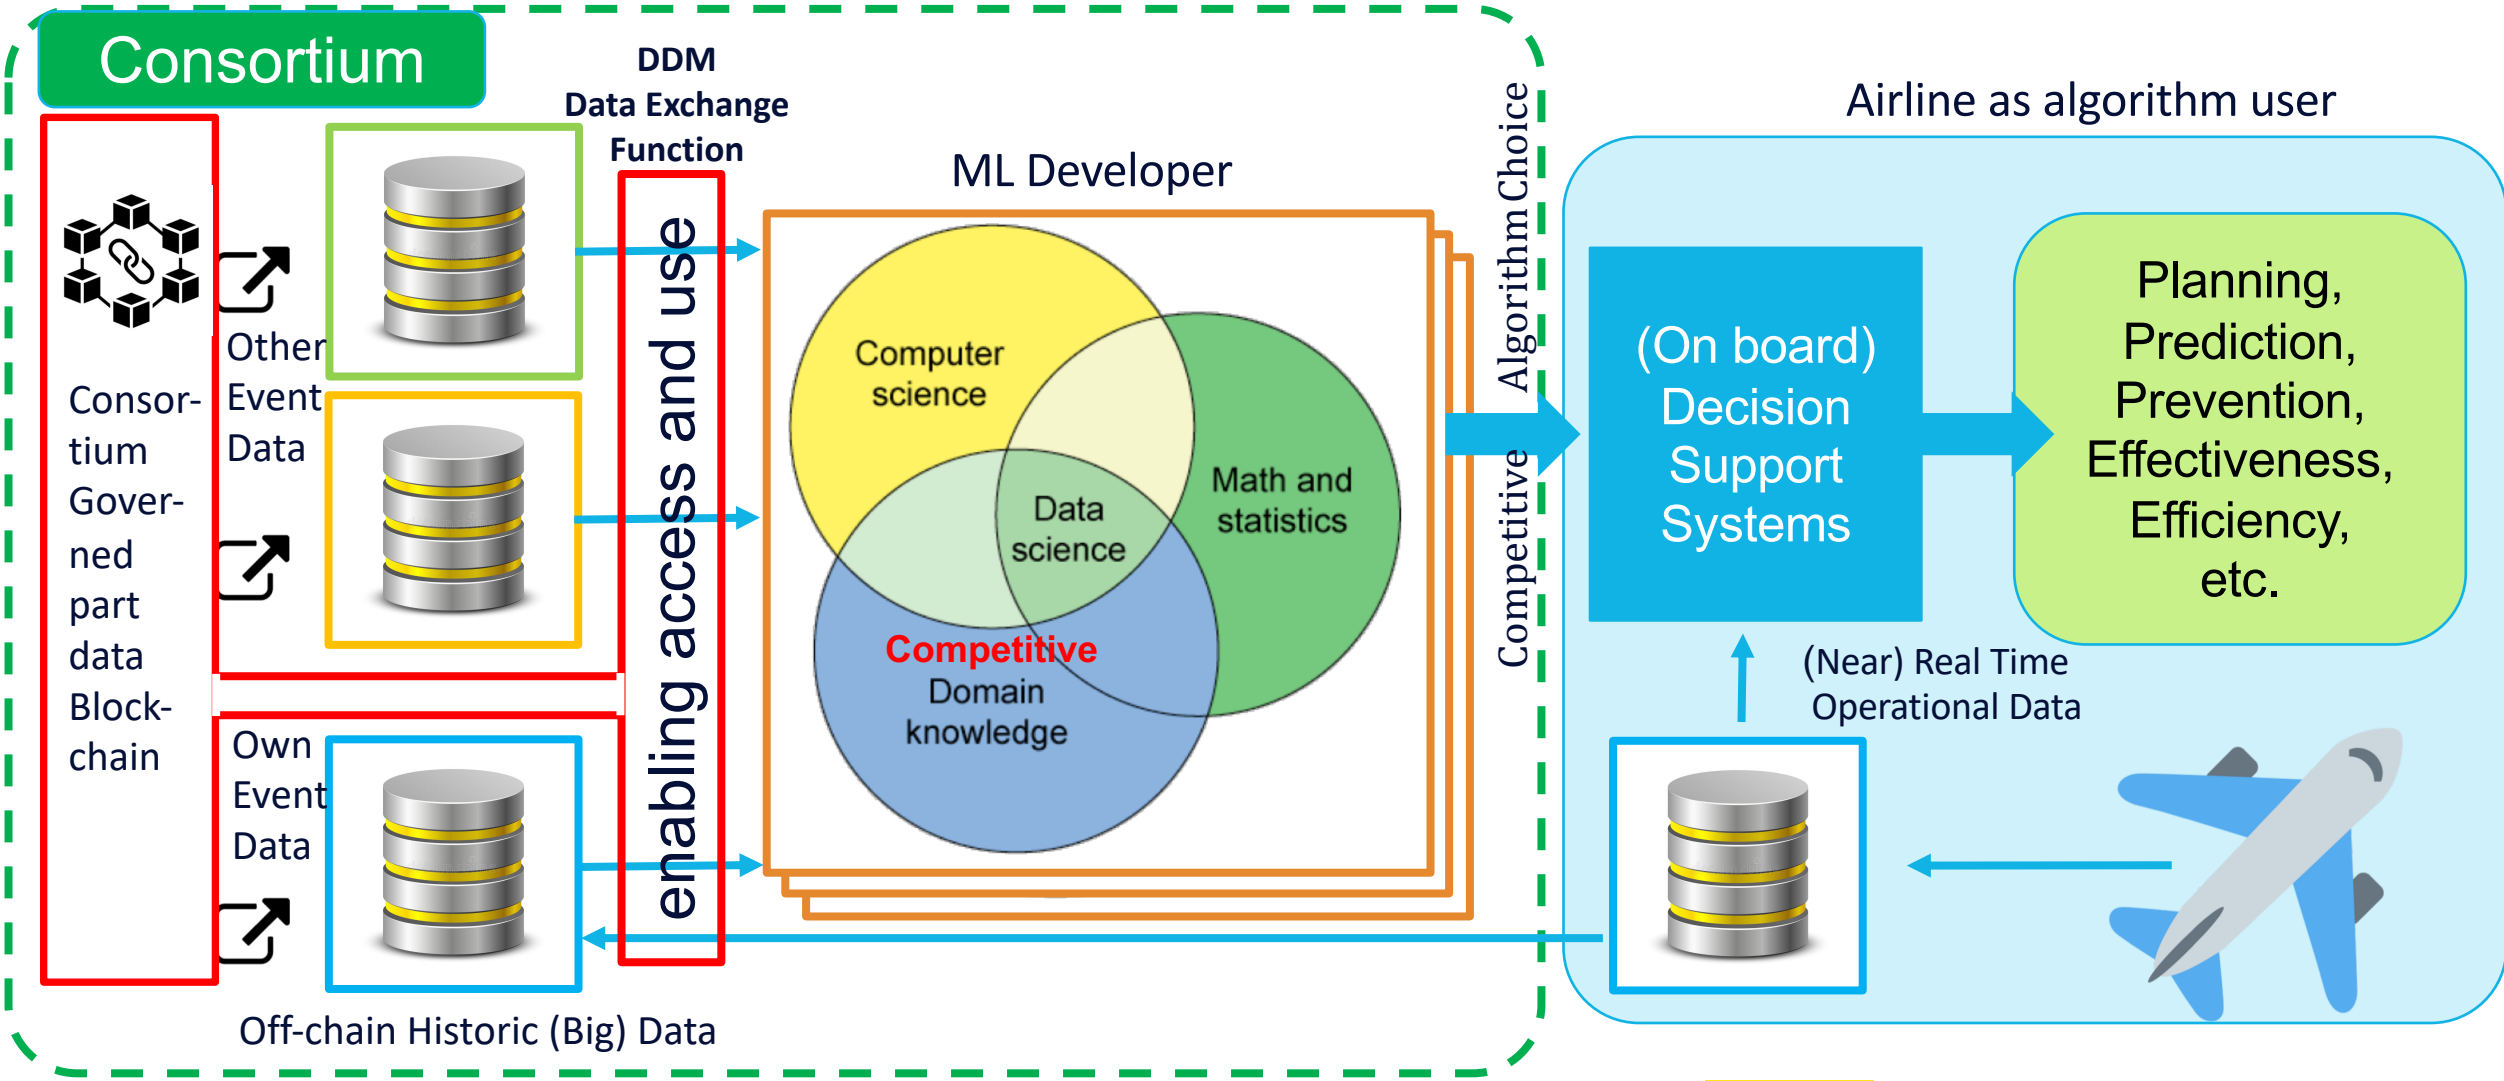 Consortium
DDM
Data Exchange
Function
Other
Event
Data
Consor-
tium
Gover-
ned
part
data
Block-
chain
Own
Event
Data
enabling access and use
Off-chain Historic (Big) Data
ML Developer
Computer
science
Math and
statistics
Data
science
Competitive
Domain
knowledge
Competitive Algorithm Choice
Airline as algorithm user
(On board)
Decision
Support
Systems
Planning,
Prediction,
Prevention,
Effectiveness,
Efficiency,
etc.
(Near) Real Time
Operational Data